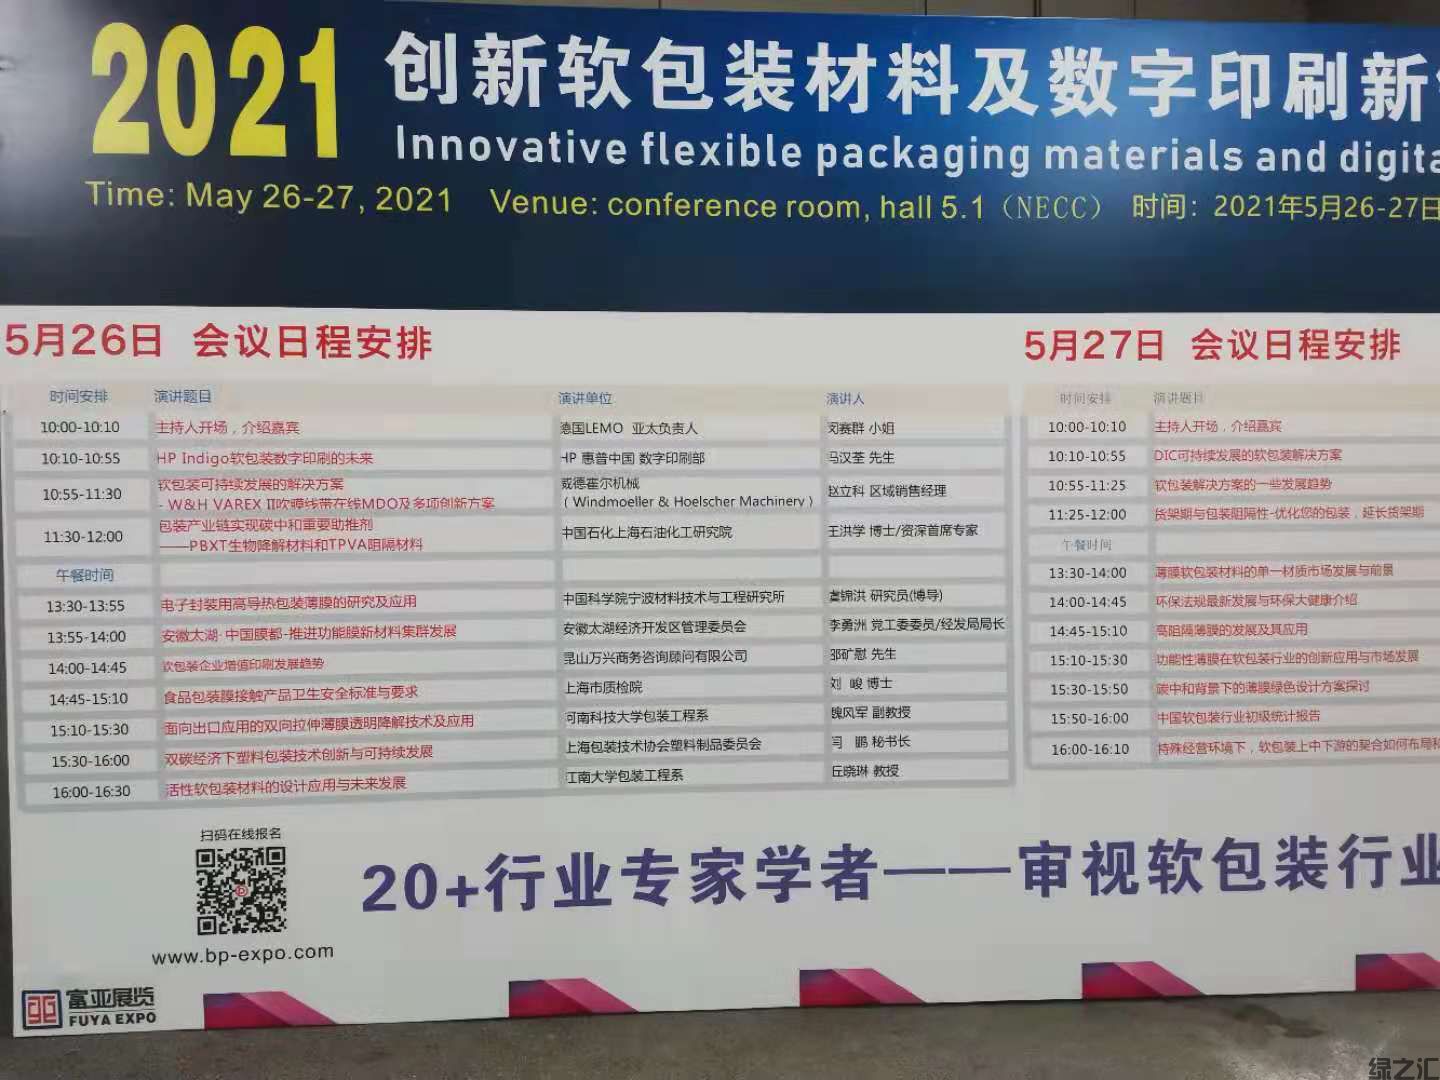 2021 创新软包装材料及数字印刷新
Innovative flexible packaging materials and digita
Time: May 26-27, 2021 Venue: conference room, hall 5.1（NECC） 时间：2021年5月26-27日
5月26日 会议日程安排
时间安排 演讲题目 演讲单位 演讲人
10:00-10:10 主持人开场，介绍嘉宾 德国LEMO 亚太负责人 闵赛群 小姐
10:10-10:55 HP Indigo软包装数字印刷的未来 HP 惠普中国 数字印刷部 冯汉荃 先生
10:55-11:30 软包装可持续发展的解决方案 威德霍尔机械 赵立科 区域销售经理
- W&H VAREX II吹膜线带在线MDO及多项创新方案 ( Windmoeller & Hoelscher Machinery )
11:30-12:00 包装产业链实现碳中和重要助推剂 中国石化上海石油化工研究院 王洪学 博士/资深首席专家
——PBXT生物降解材料和TPVA阻隔材料
午餐时间
13:30-13:55 电子封装用高导热包装薄膜的研究及应用 中国科学院宁波材料技术与工程研究所 虞锦洪 研究员(博导)
13:55-14:00 安徽太湖·中国膜都-推进功能膜新材料集群发展 安徽太湖经济开发区管理委员会 李勇洲 党工委委员/经发局局长
14:00-14:45 软包装企业增值印刷发展趋势 昆山万兴商务咨询顾问有限公司 邵旷慰 先生
14:45-15:10 食品包装膜接触产品卫生安全标准与要求 上海市质检院 刘 峻 博士
15:10-15:30 面向出口应用的双向拉伸薄膜透明降解技术及应用 河南科技大学包装工程系 魏风军 副教授
15:30-16:00 双碳经济下塑料包装技术创新与可持续发展 上海包装技术协会塑料制品委员会 闫 鹏 秘书长
16:00-16:30 活性软包装材料的设计应用与未来发展 江南大学包装工程系 丘晓琳 教授
5月27日 会议日程安排
时间安排 演讲题目
10:00-10:10 主持人开场，介绍嘉宾
10:10-10:55 DIC可持续发展的软包装解决方案
10:55-11:25 软包装解决方案的一些发展趋势
11:25-12:00 货架期与包装阻隔性-优化您的包装，延长货架期
午餐时间
13:30-14:00 薄膜软包装材料的单一材质市场发展与前景
14:00-14:45 环保法规最新发展与环保大健康介绍
14:45-15:10 高阻隔薄膜的发展及其应用
15:10-15:30 功能性薄膜在软包装行业的创新应用与市场发展
15:30-15:50 碳中和背景下的薄膜绿色设计方案探讨
15:50-16:00 中国软包装行业初级统计报告
16:00-16:10 特殊经营环境下，软包装上中下游的契合如何布局和
扫码在线报名
www.bp-expo.com
20+行业专家学者——审视软包装行业
富亚展览
FUYA EXPO
绿之汇